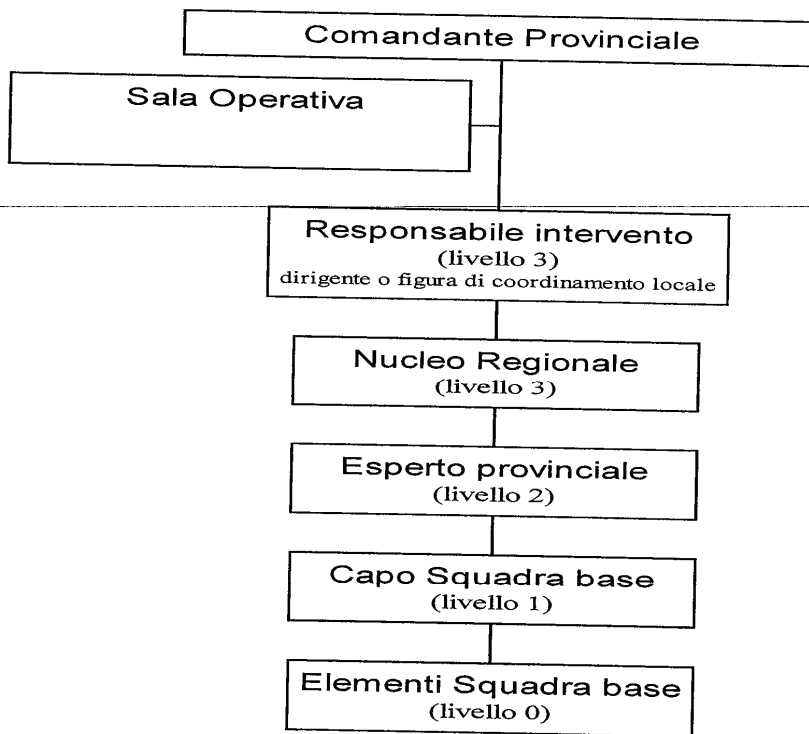 Comandante Provinciale
Sala Operativa
Responsabile intervento
(livello 3)
dirigente o figura di coordinamento locale
Nucleo Regionale
(livello 3)
Esperto provinciale
(livello 2)
Capo Squadra base
(livello 1)
Elementi Squadra base
(livello 0)